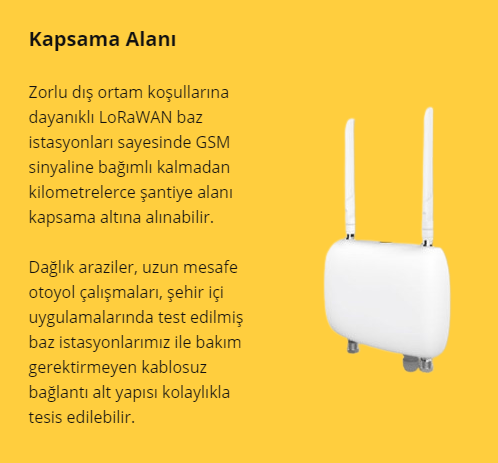 Kapsama Alanı
Zorlu dış ortam koşullarına
dayanıklı LoRaWAN baz
istasyonları sayesinde GSM
sinyaline bağımlı kalmadan
kilometrelerce şantiye alanı
kapsama altına alınabilir.
Dağlık araziler, uzun mesafe
otoyol çalışmaları, şehir içi
uygulamalarında test edilmiş
baz istasyonlarımız ile bakım
gerektirmeyen kablosuz
bağlantı alt yapısı kolaylıkla
tesis edilebilir.